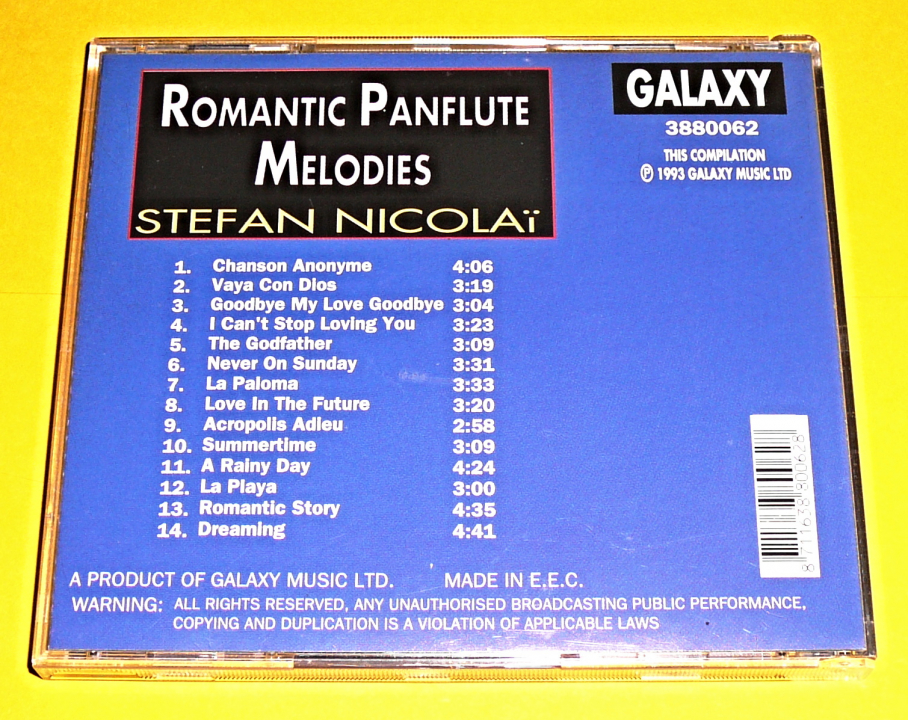 ROMANTIC PANFLUTE
MELODIES
STEFAN NICOLAï
GALAXY
3880062
THIS COMPILATION
Ⓟ 1993 GALAXY MUSIC LTD
1. Chanson Anonyme 4:06
2. Vaya Con Dios 3:19
3. Goodbye My Love Goodbye 3:04
4. I Can't Stop Loving You 3:23
5. The Godfather 3:09
6. Never On Sunday 3:31
7. La Paloma 3:33
8. Love In The Future 3:20
9. Acropolis Adieu 2:58
10. Summertime 3:09
11. A Rainy Day 4:24
12. La Playa 3:00
13. Romantic Story 4:35
14. Dreaming 4:41
8 711638 800628
A PRODUCT OF GALAXY MUSIC LTD. MADE IN E.E.C.
WARNING: ALL RIGHTS RESERVED, ANY UNAUTHORISED BROADCASTING PUBLIC PERFORMANCE,
COPYING AND DUPLICATION IS A VIOLATION OF APPLICABLE LAWS